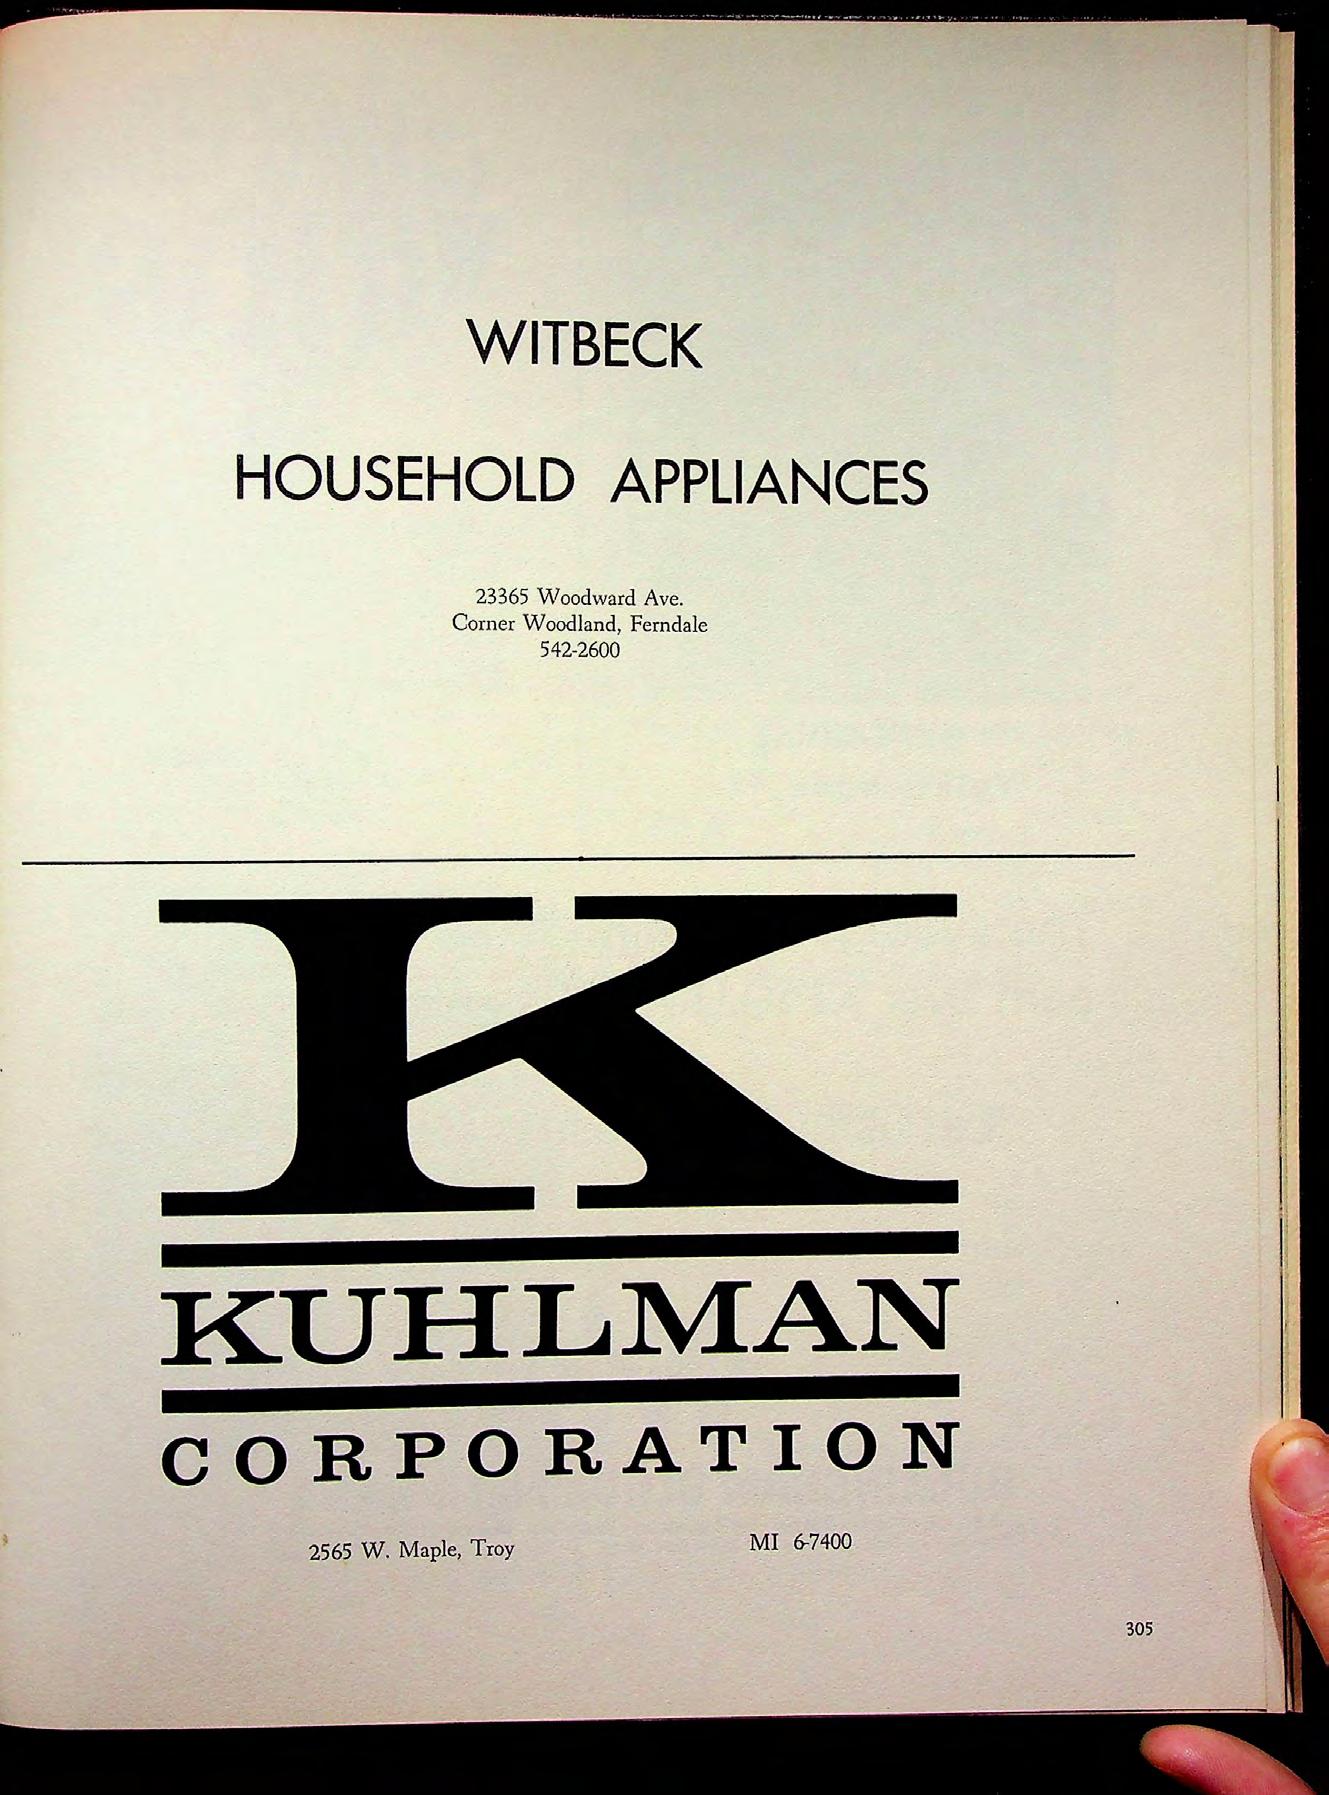 WITBECK
HOUSEHOLD APPLIANCES
23365 Woodward Ave.
Corner Woodland, Ferndale
542-2600
K
KUHLMAN
CORPORATION
2565 W. Maple, Troy MI 6-7400
305